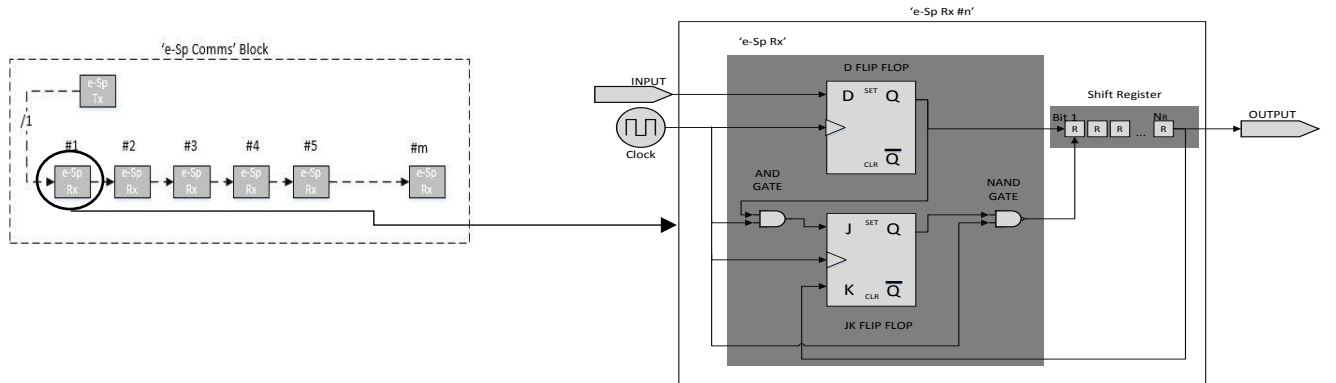 'e-Sp Comms' Block
e-Sp
Tx
/1
#1
#2
#3
#4
#5
#m
e-Sp
Rx
e-Sp
Rx
e-Sp
Rx
e-Sp
Rx
e-Sp
Rx
e-Sp
Rx
'e-Sp Rx #n'
'e-Sp Rx'
INPUT
Clock
D FLIP FLOP
D
SET
Q
CLR
Q
AND
GATE
NAND
GATE
J
SET
Q
K
CLR
Q
JK FLIP FLOP
Shift Register
Bit 1
NR
R
R
R
...
R
OUTPUT